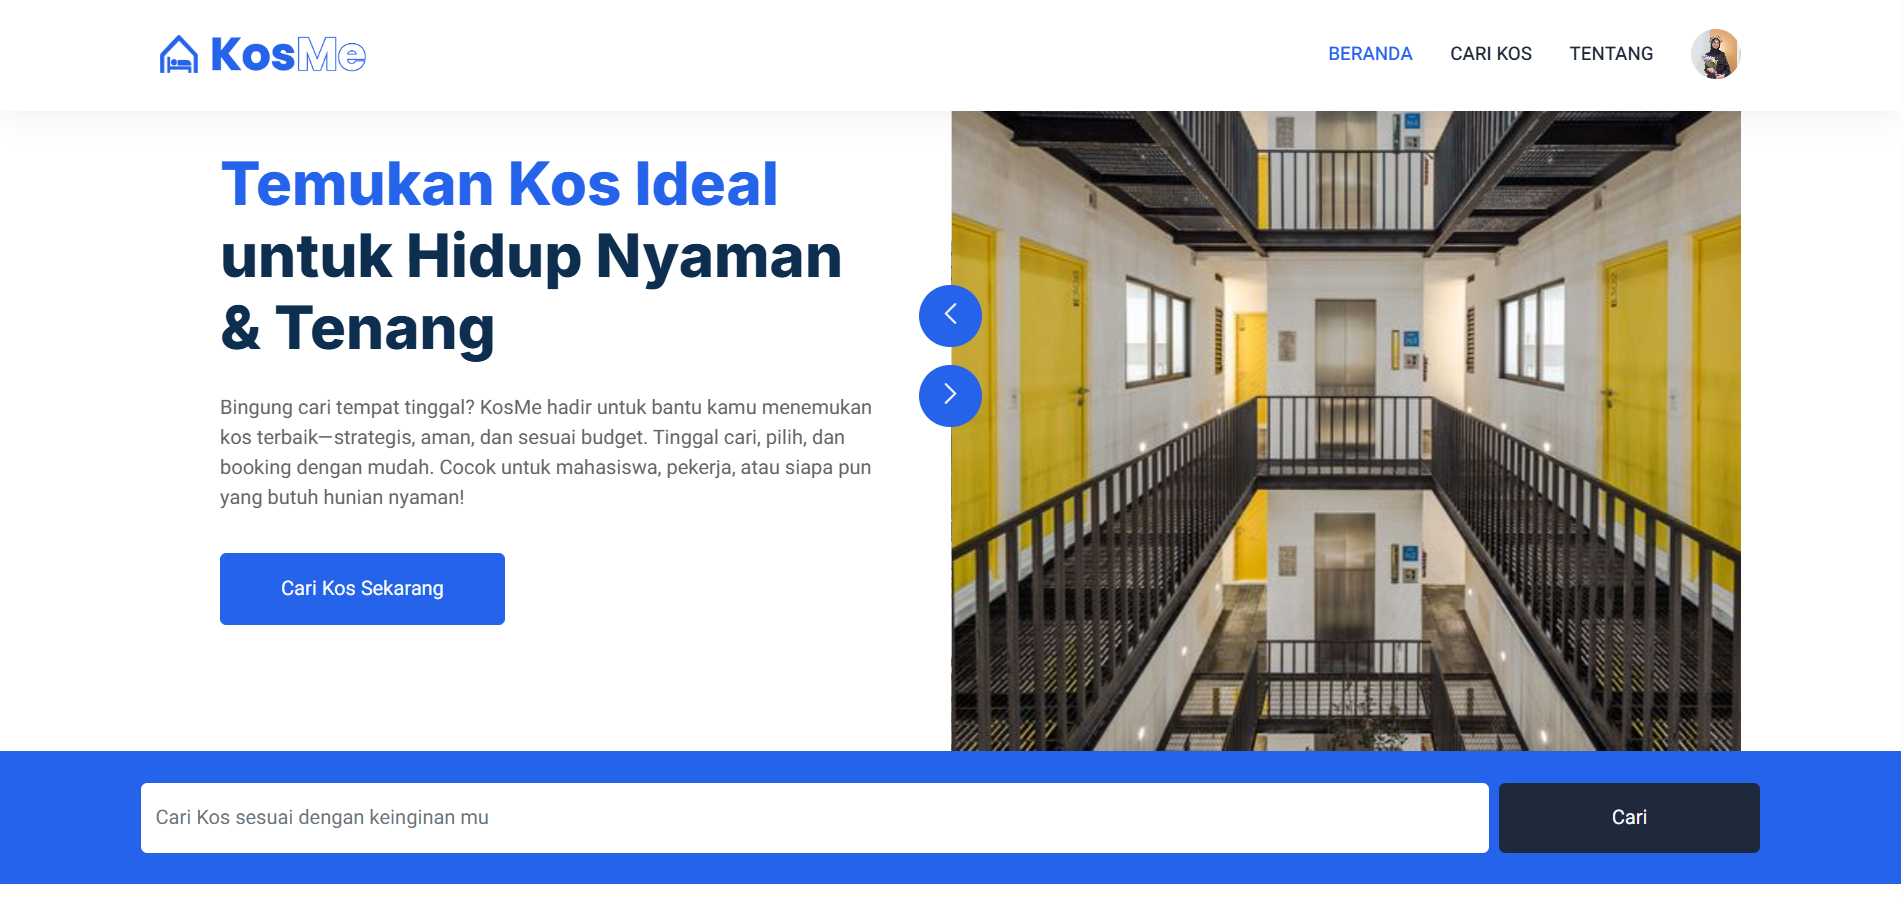 KosMe
BERANDA
CARI KOS
TENTANG
Temukan Kos Ideal
untuk Hidup Nyaman
& Tenang
Bingung cari tempat tinggal? KosMe hadir untuk bantu kamu menemukan
kos terbaik—strategis, aman, dan sesuai budget. Tinggal cari, pilih, dan
booking dengan mudah. Cocok untuk mahasiswa, pekerja, atau siapa pun
yang butuh hunian nyaman!
Cari Kos Sekarang
Cari Kos sesuai dengan keinginan mu
Cari